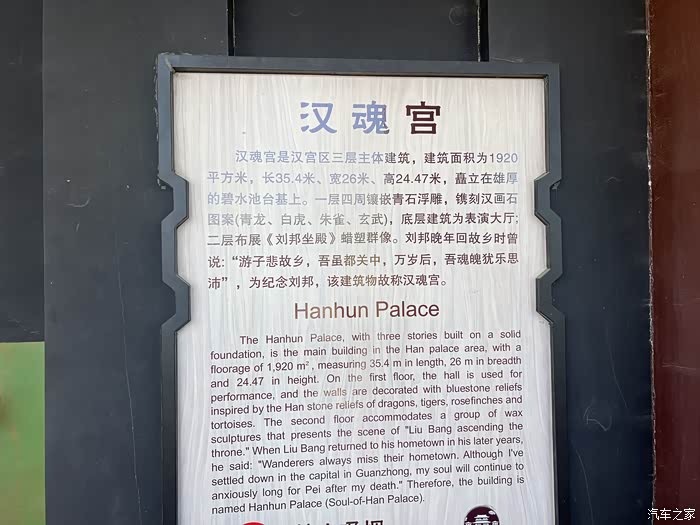 汉魂宫
汉魂宫是汉宫区三层主体建筑，建筑面积为1920
平方米，长35.4米、宽26米、高24.47米，矗立在雄厚
的碧水池台基上。一层四周镶嵌青石浮雕，镌刻汉画石
图案(青龙、白虎、朱雀、玄武)，底层建筑为表演大厅;
二层布展《刘邦坐殿》蜡塑群像。刘邦晚年回故乡时曾
说:“游子悲故乡，吾虽都关中，万岁后，吾魂魄犹乐思
沛”，为纪念刘邦，该建筑物故称汉魂宫。
Hanhun Palace
The Hanhun Palace, with three stories built on a solid
foundation, is the main building in the Han palace area, with a
floorage of 1,920 m², measuring 35.4 m in length, 26 m in breadth
and 24.47 in height. On the first floor, the hall is used for
performance, and the walls are decorated with bluestone reliefs
inspired by the Han stone reliefs of dragons, tigers, rosefinches and
tortoises. The second floor accommodates a group of wax
sculptures that presents the scene of "Liu Bang ascending the
throne." When Liu Bang returned to his hometown in his later years,
he said: "Wanderers always miss their hometown. Although I've
settled down in the capital in Guanzhong, my soul will continue to
anxiously long for Pei after my death." Therefore, the building is
named Hanhun Palace (Soul-of-Han Palace).
汽车之家